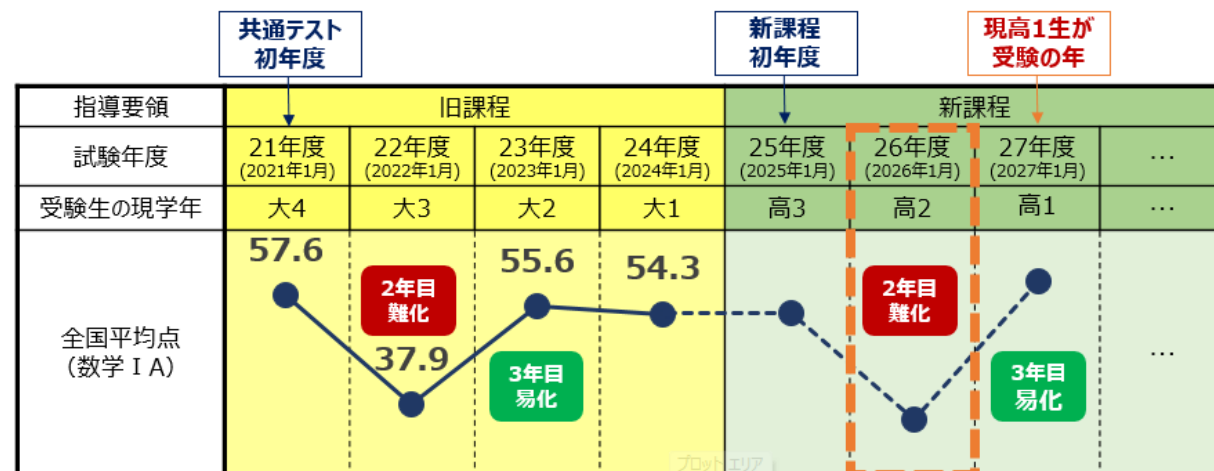 共通テスト
初年度
新課程
初年度
現高1生が
受験の年
指導要領
旧課程
新課程
試験年度
21年度
(2021年1月)
22年度
(2022年1月)
23年度
(2023年1月)
24年度
(2024年1月)
25年度
(2025年1月)
26年度
(2026年1月)
27年度
(2027年1月)
…
受験生の現学年
大4
大3
大2
大1
高3
高2
高1
…
全国平均点
(数学ⅠA)
57.6
2年目
難化
37.9
55.6
3年目
易化
54.3
2年目
難化
3年目
易化
…
プロット エリア